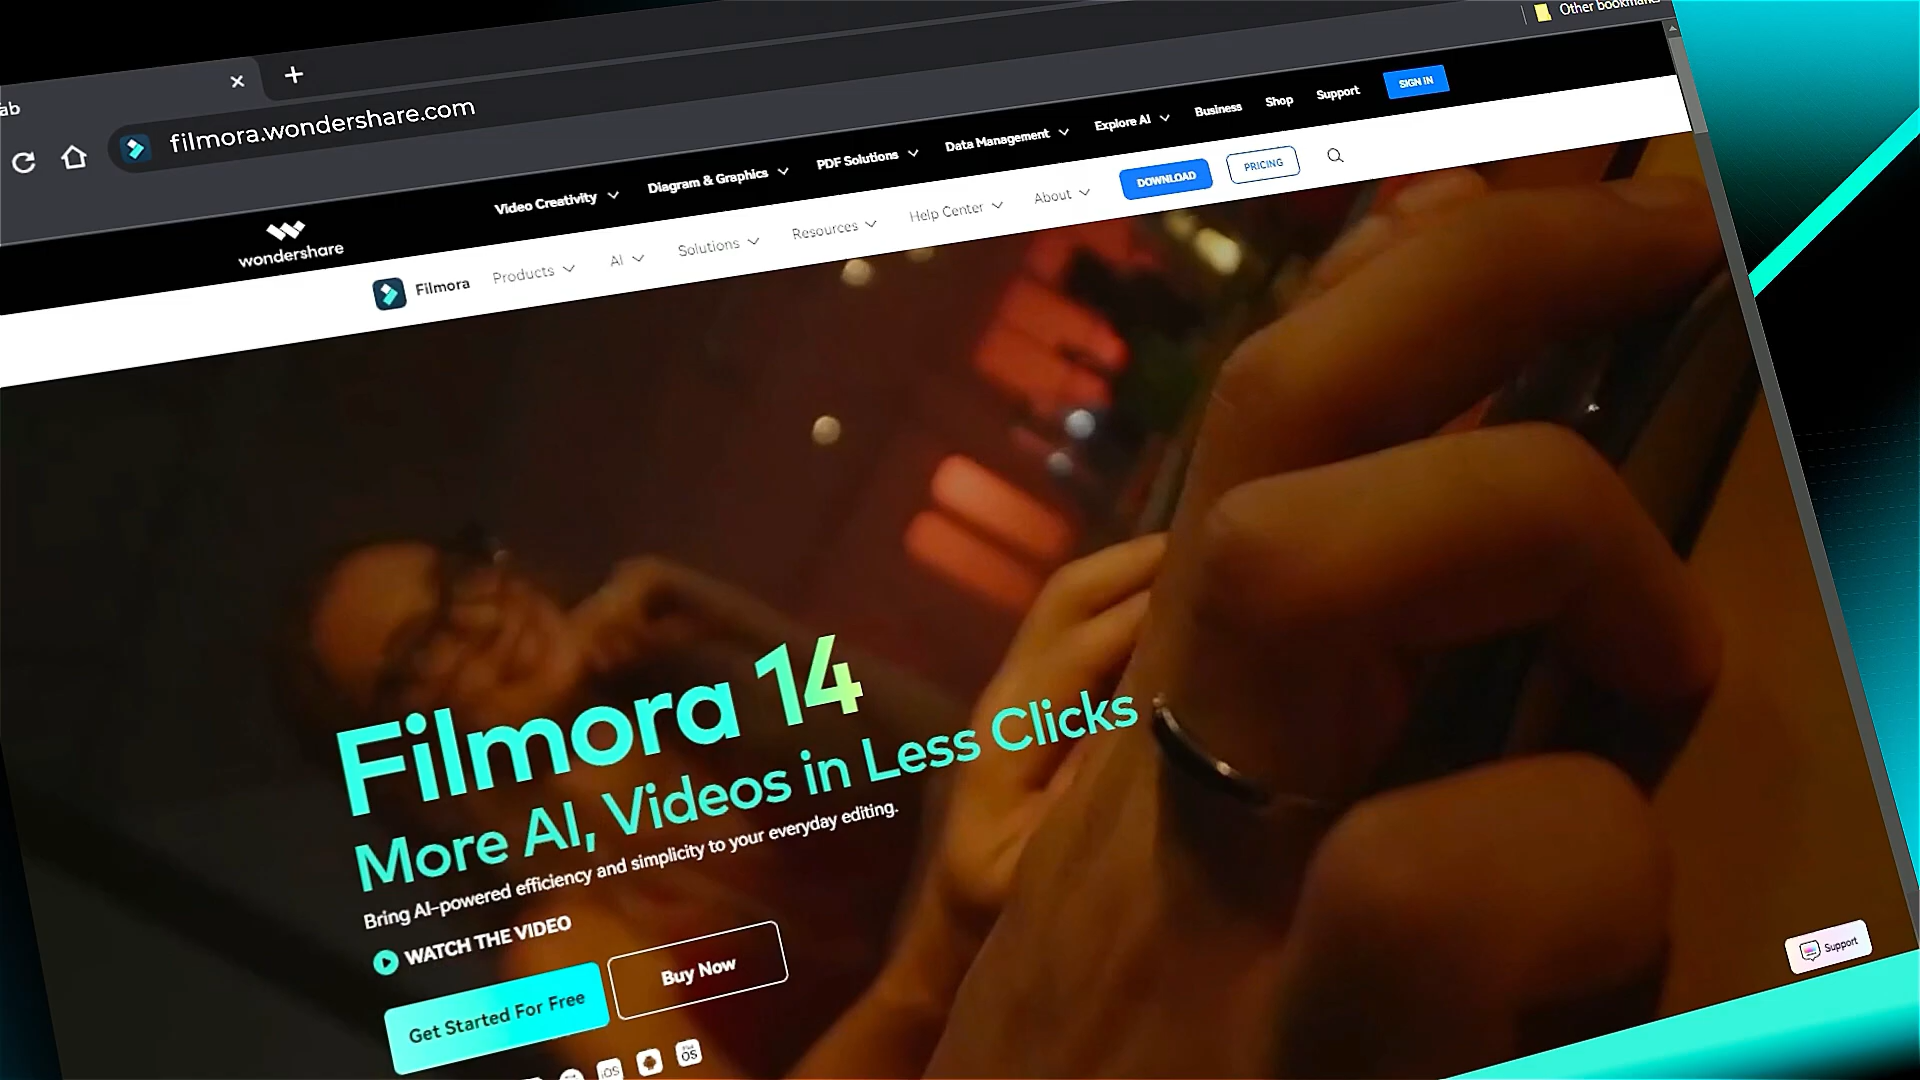 Other bookmarks
ab
filmora.wondershare.com
wondershare
Video Creativity
Diagram & Graphics
PDF Solutions
Data Management
Explore AI
Business
Shop
Support
SIGN IN
Filmora
Products
AI
Solutions
Resources
Help Center
About
DOWNLOAD
PRICING
Filmora 14
More AI, Videos in Less Clicks
Bring AI-powered efficiency and simplicity to your everyday editing.
WATCH THE VIDEO
Get Started For Free
Buy Now
iOS
OS
Support